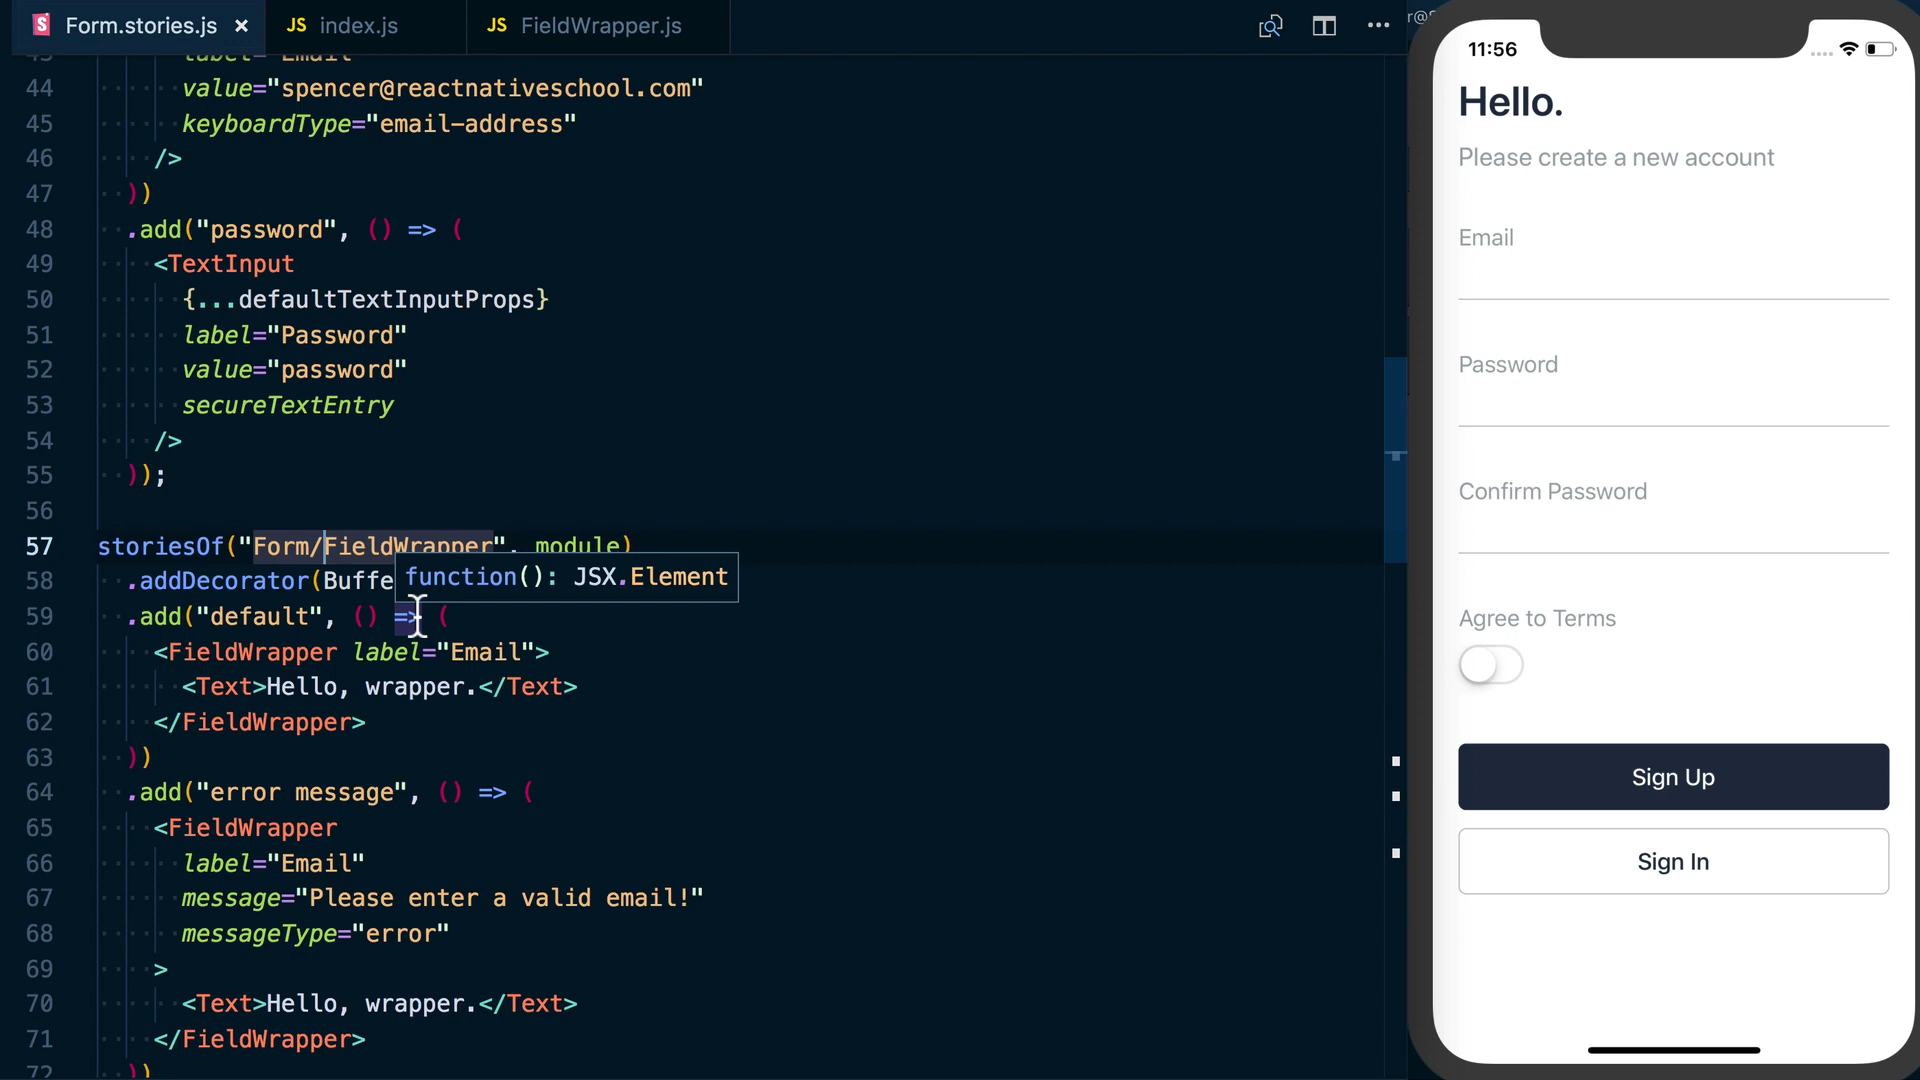 Form.stories.js ×
JS index.js
JS FieldWrapper.js
44 value="spencer@reactnativeschool.com"
45 keyboardType="email-address"
46 />
47 ))
48 .add("password", () => (
49 <TextInput
50 {...defaultTextInputProps}
51 label="Password"
52 value="password"
53 secureTextEntry
54 />
55 ));
56
57 storiesOf("Form/FieldWrapper", module)
58 .addDecorator(Buffe
function(): JSX.Element
59 .add("default", () => (
60 <FieldWrapper label="Email">
61 <Text>Hello, wrapper.</Text>
62 </FieldWrapper>
63 ))
64 .add("error message", () => (
65 <FieldWrapper
66 label="Email"
67 message="Please enter a valid email!"
68 messageType="error"
69 >
70 <Text>Hello, wrapper.</Text>
71 </FieldWrapper>
72 ))
11:56
Hello.
Please create a new account
Email
Password
Confirm Password
Agree to Terms
Sign Up
Sign In